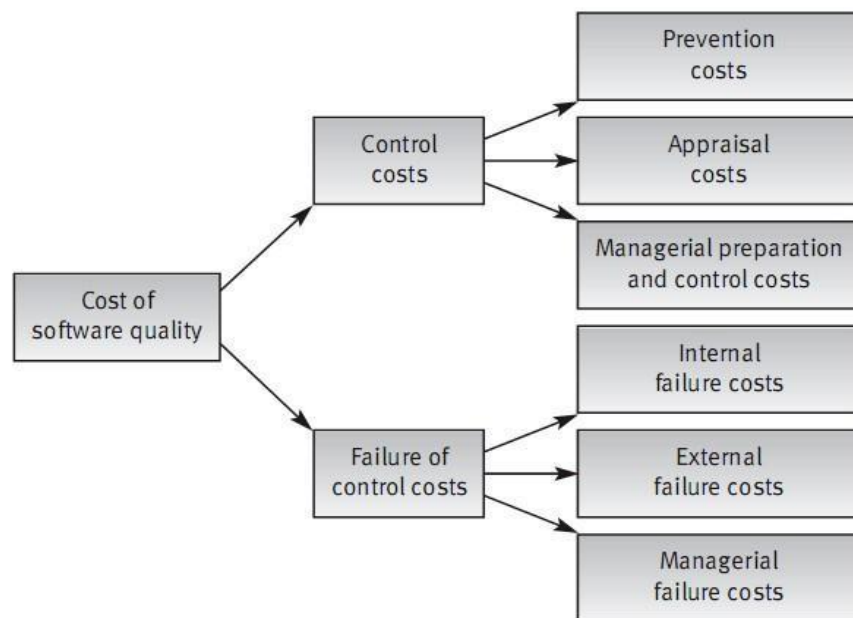 Prevention
costs
Control
costs
Appraisal
costs
Managerial preparation
and control costs
Cost of
software quality
Internal
failure costs
Failure of
control costs
External
failure costs
Managerial
failure costs